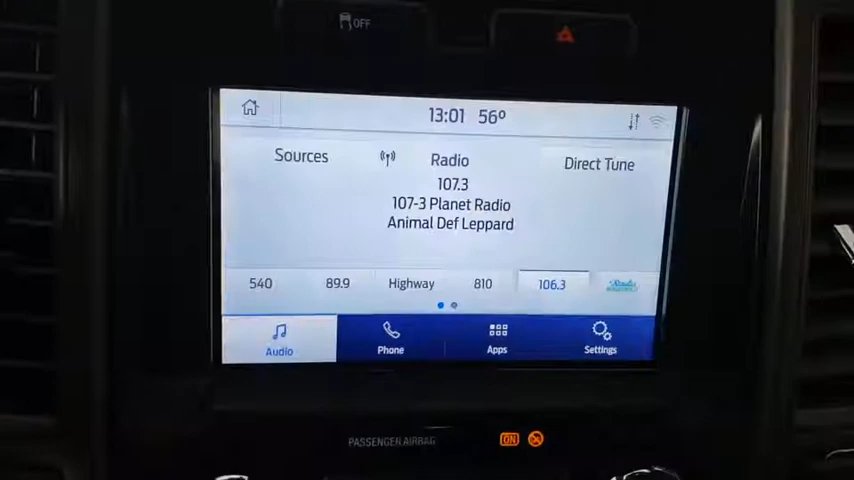 OFF
13:01 56º
Sources
Radio
Direct Tune
107.3
107-3 Planet Radio
Animal Def Leppard
540 89.9 Highway 810 106.3
Audio Phone Apps Settings
PASSENGER AIRBAG ON